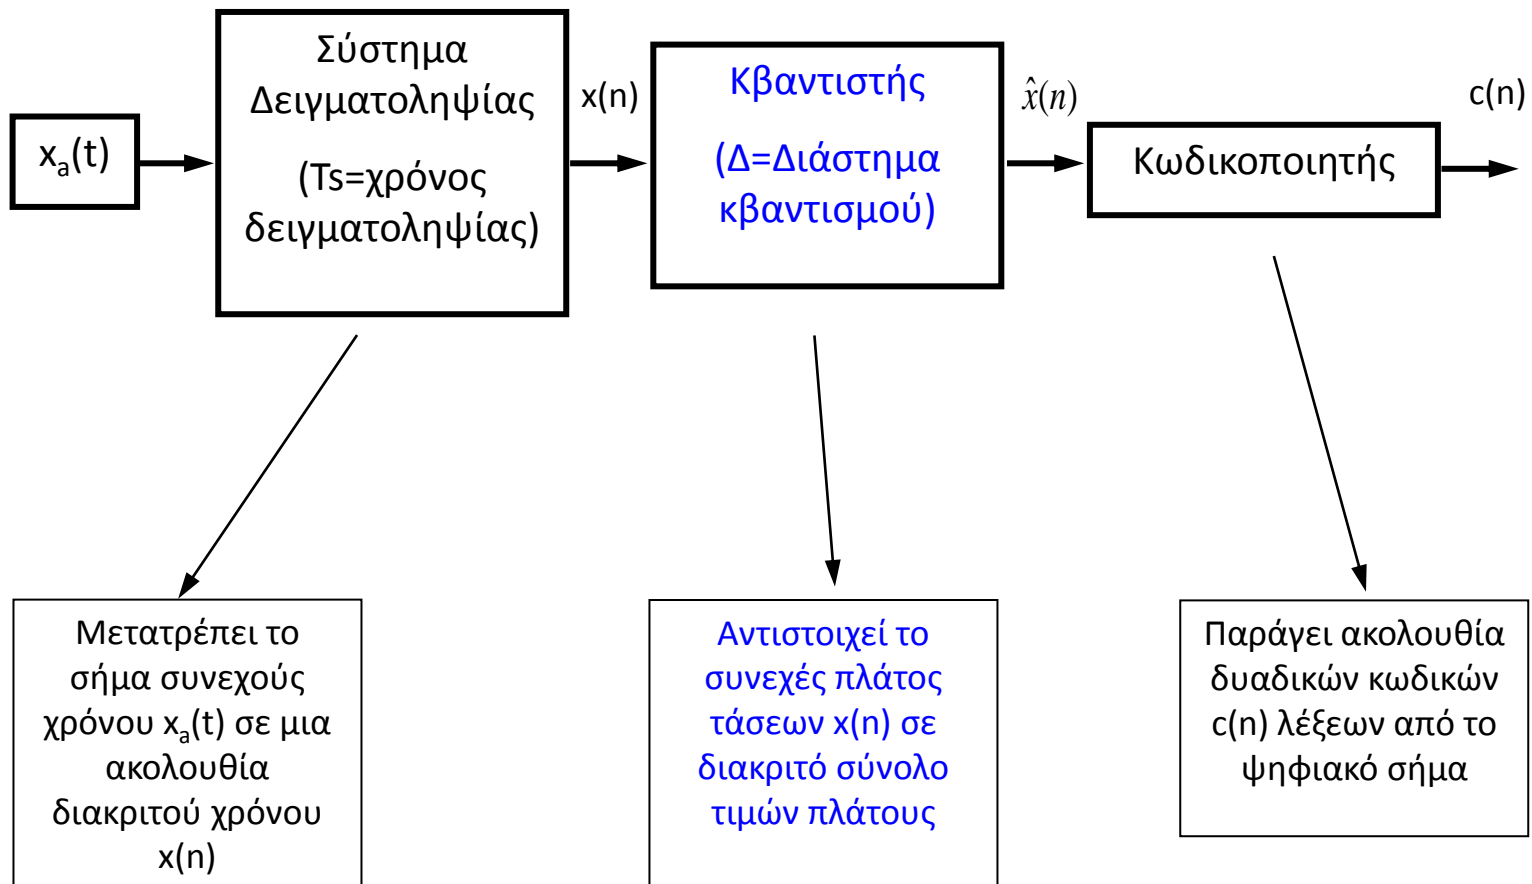 x_a(t)
Σύστημα
Δειγματοληψίας
(Ts=χρόνος
δειγματοληψίας)
x(n)
Κβαντιστής
(Δ=Διάστημα
κβαντισμού)
x̂(n)
Κωδικοποιητής
c(n)
Μετατρέπει το
σήμα συνεχούς
χρόνου x_a(t) σε μια
ακολουθία
διακριτού χρόνου
x(n)
Αντιστοιχεί το
συνεχές πλάτος
τάσεων x(n) σε
διακριτό σύνολο
τιμών πλάτους
Παράγει ακολουθία
δυαδικών κωδικών
c(n) λέξεων από το
ψηφιακό σήμα